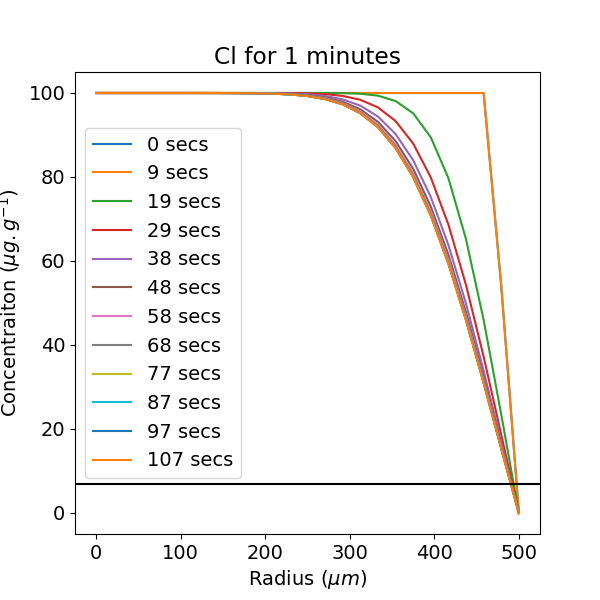 Cl for 1 minutes
100
80
60
40
20
0
Concentraiton (μg.g⁻¹)
0 secs
9 secs
19 secs
29 secs
38 secs
48 secs
58 secs
68 secs
77 secs
87 secs
97 secs
107 secs
0 100 200 300 400 500
Radius (μm)